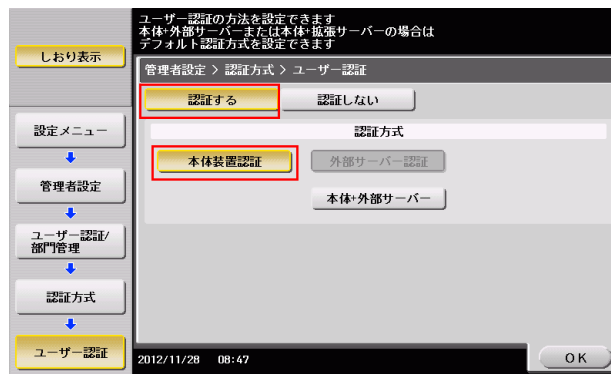 ユーザー認証の方法を設定できます
本体+外部サーバーまたは本体+拡張サーバーの場合は
デフォルト認証方式を設定できます
しおり表示
管理者設定 > 認証方式 > ユーザー認証
認証する
認証しない
設定メニュー
認証方式
本体装置認証
外部サーバー認証
管理者設定
本体+外部サーバー
ユーザー認証/
部門管理
認証方式
ユーザー認証
2012/11/28 08:47
OK